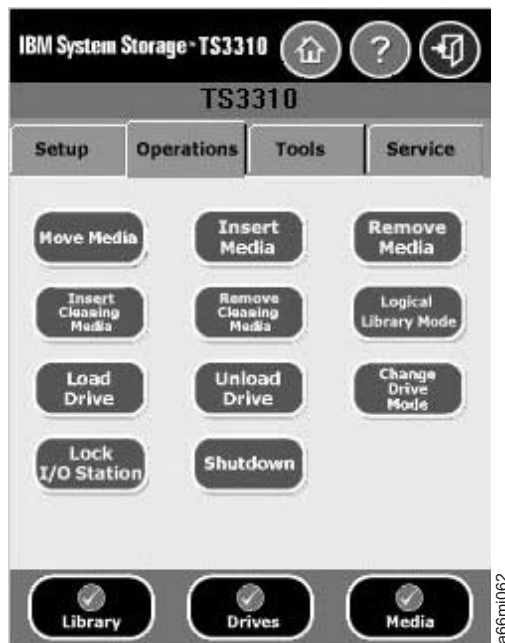 IBM System Storage™ TS3310
?
TS3310
Setup Operations Tools Service
Move Media
Insert
Media
Remove
Media
Insert
Cleaning
Media
Remove
Cleaning
Media
Logical
Library Mode
Load
Drive
Unload
Drive
Change
Drive
Mode
Lock
I/O Station
Shutdown
Library
Drives
Media
a66mi062